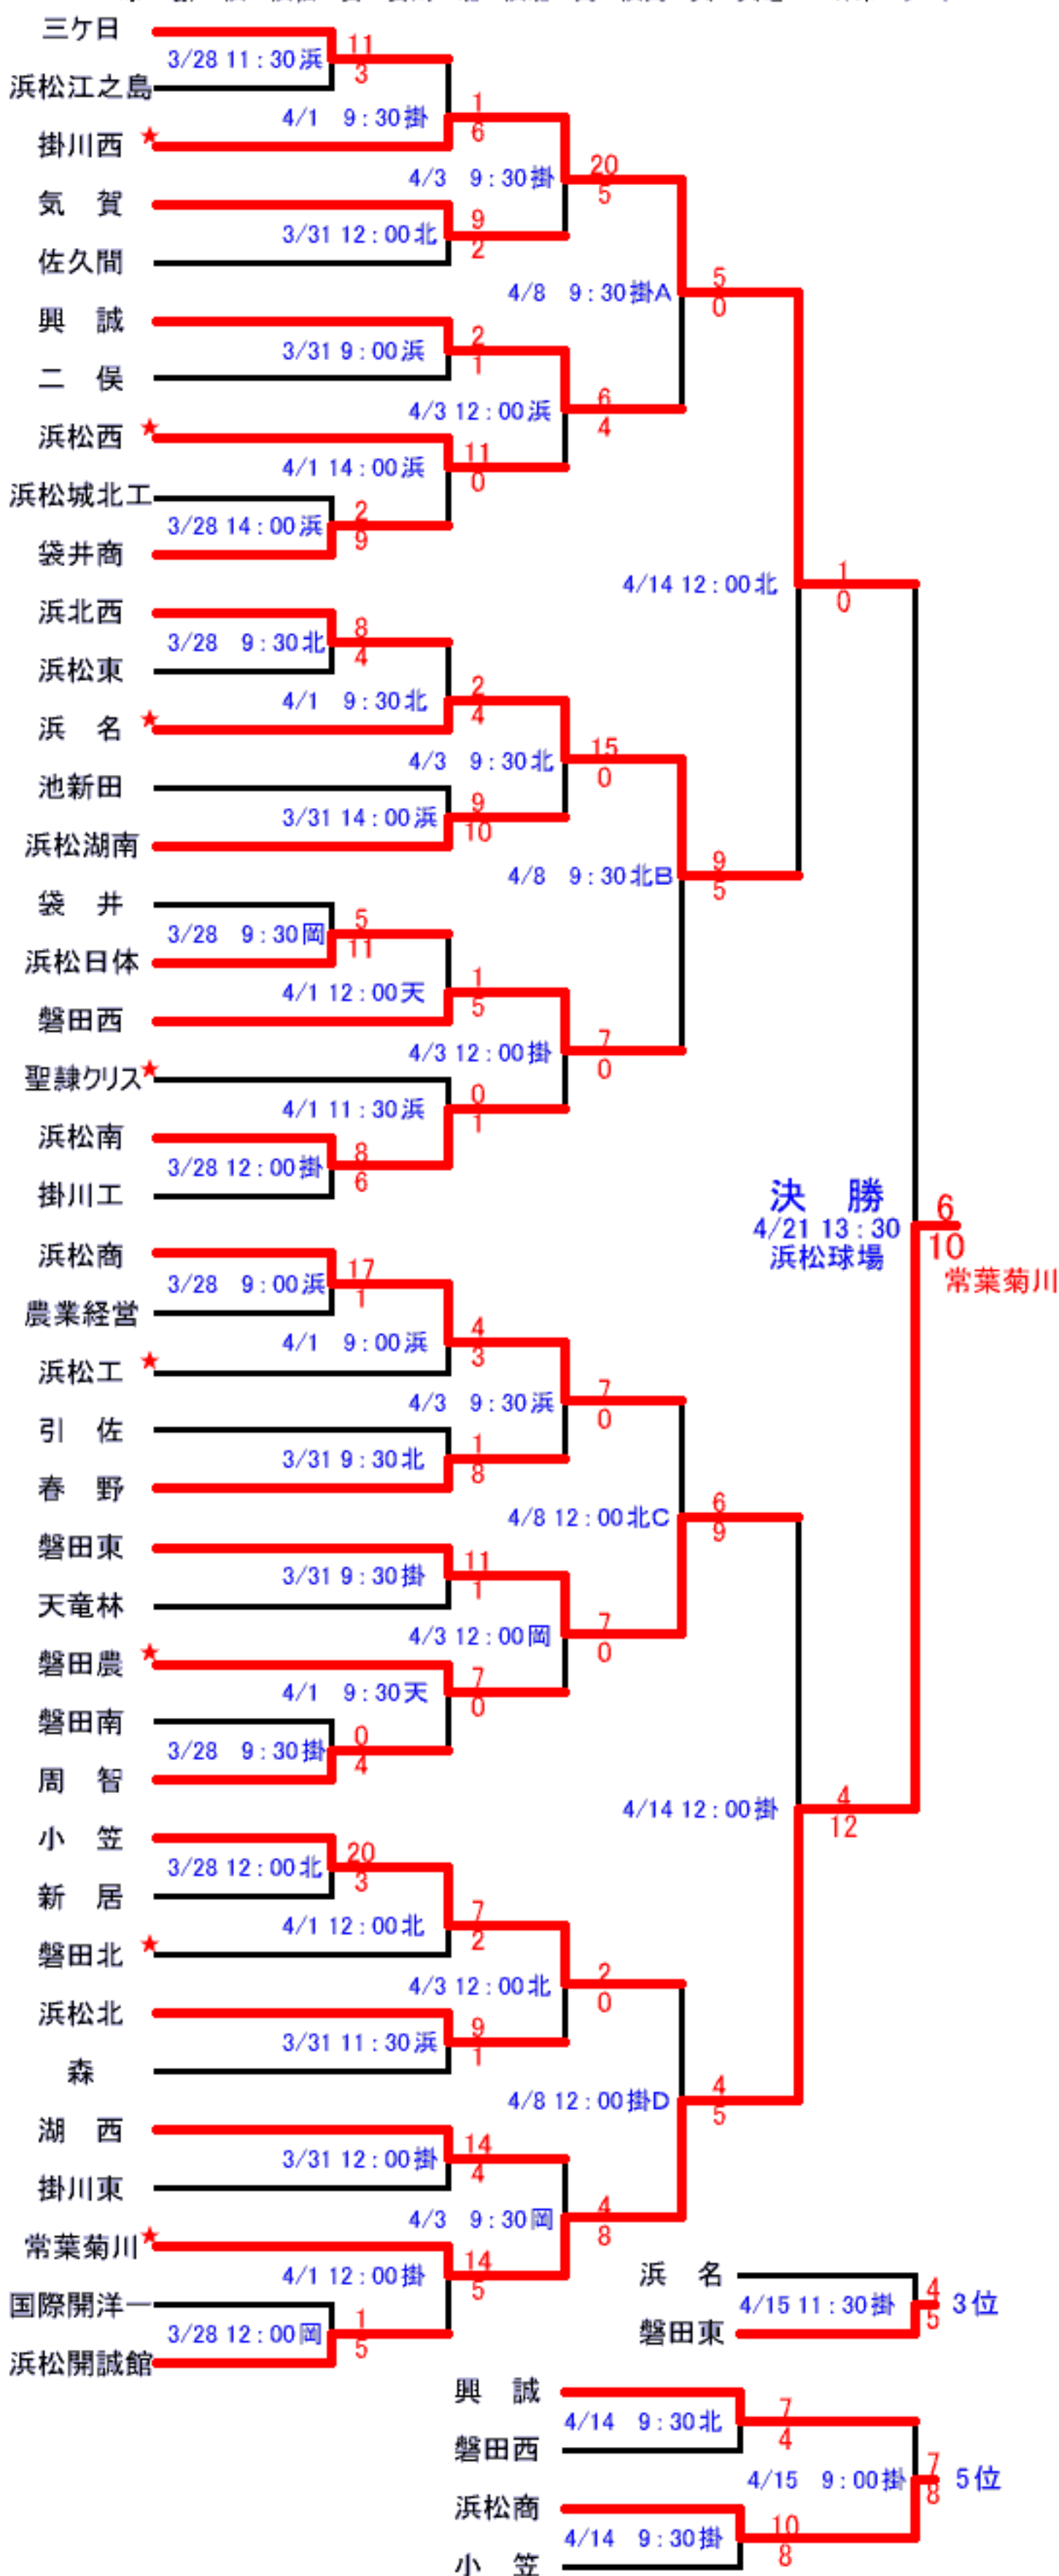 三ケ日
3/28 11:30浜
11
3
浜松江之島
4/1 9:30掛
1
6
掛川西★
4/3 9:30掛
20
5
気 賀
3/31 12:00北
9
2
佐久間
4/8 9:30掛A
5
0
興 誠
3/31 9:00浜
2
1
二 俣
4/3 12:00浜
6
4
浜松西★
4/1 14:00浜
11
0
浜松城北工
3/28 14:00浜
2
9
袋井商
4/14 12:00北
1
0
浜北西
3/28 9:30北
8
4
浜松東
4/1 9:30北
2
4
浜 名★
4/3 9:30北
15
0
池新田
3/31 14:00浜
9
10
浜松湖南
4/8 9:30北B
9
5
袋 井
3/28 9:30岡
5
11
浜松日体
4/1 12:00天
1
5
磐田西
4/3 12:00掛
7
0
聖隷クリス★
4/1 11:30浜
0
1
浜松南
3/28 12:00掛
8
6
掛川工
決 勝
4/21 13:30
浜松球場
6
10
常葉菊川
浜松商
3/28 9:00浜
17
1
農業経営
4/1 9:00浜
4
3
浜松工★
4/3 9:30浜
7
0
引 佐
3/31 9:30北
1
8
春 野
4/8 12:00北C
6
9
磐田東
3/31 9:30掛
11
1
天竜林
4/3 12:00岡
7
0
磐田農★
4/1 9:30天
7
0
磐田南
3/28 9:30掛
0
4
周 智
4/14 12:00掛
4
12
小 笠
3/28 12:00北
20
3
新 居
4/1 12:00北
7
2
磐田北★
4/3 12:00北
2
0
浜松北
3/31 11:30浜
9
1
森
4/8 12:00掛D
4
5
湖 西
3/31 12:00掛
14
4
掛川東
4/3 9:30岡
4
8
常葉菊川★
4/1 12:00掛
14
5
国際開洋一
3/28 12:00岡
1
5
浜松開誠館
浜 名
4/15 11:30掛
4
5
3位
磐田東
興 誠
4/14 9:30北
7
4
磐田西
4/15 9:00掛
7
8
5位
浜松商
4/14 9:30掛
10
8
小 笠